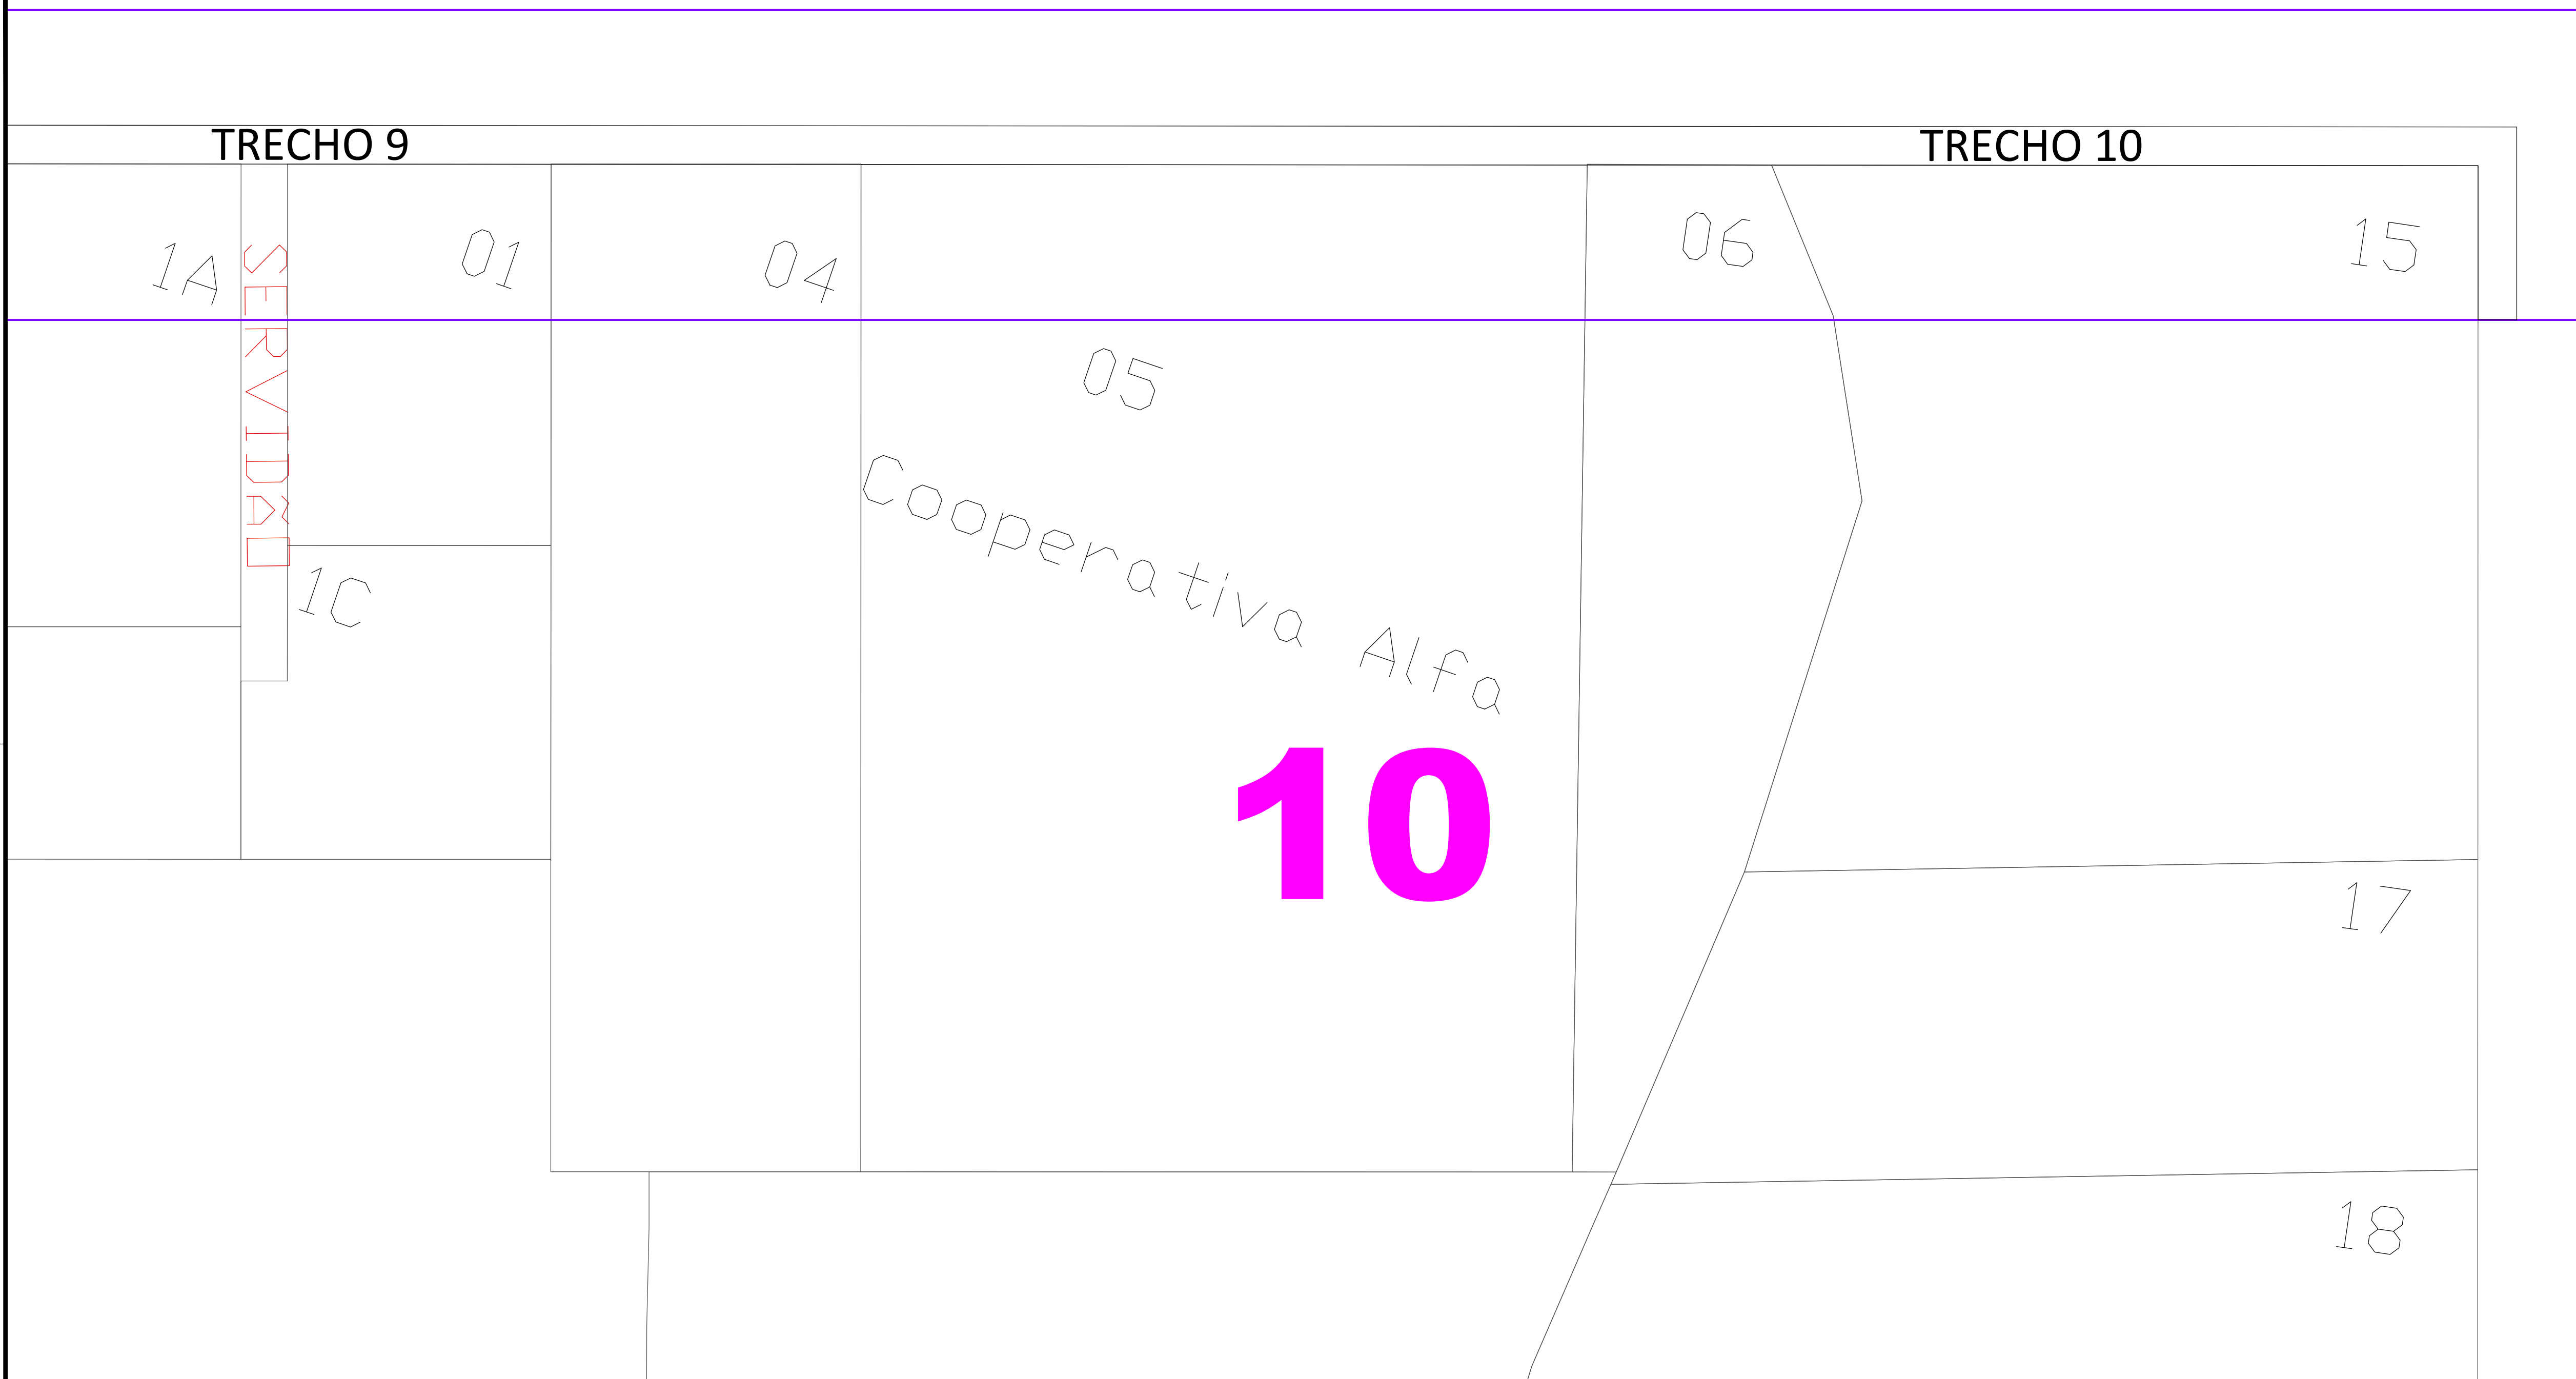 TRECHO 9
TRECHO 10
1A
SERVIDÃO
01
04
05
06
15
Cooperativa Alfa
1C
10
17
18